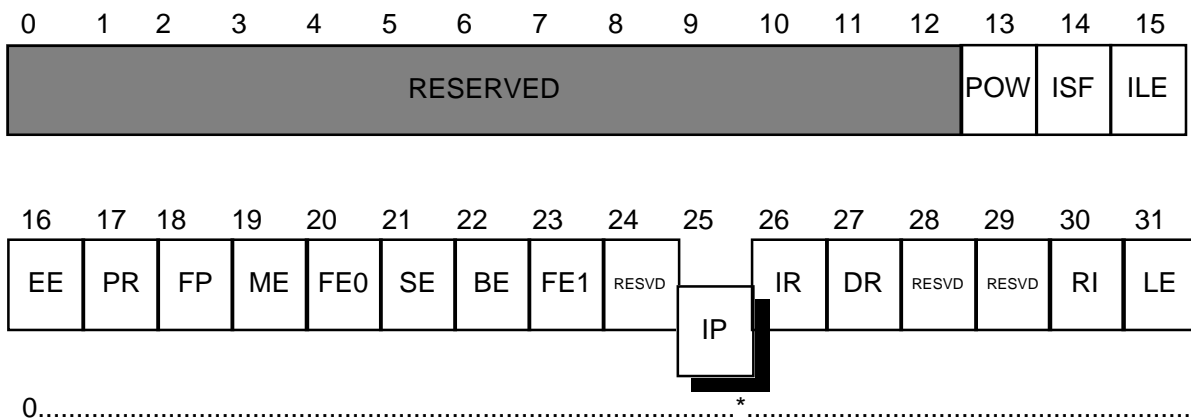 0 1 2 3 4 5 6 7 8 9 10 11 12 13 14 15
RESERVED POW ISF ILE
16 17 18 19 20 21 22 23 24 25 26 27 28 29 30 31
EE PR FP ME FE0 SE BE FE1 RESVD IP IR DR RESVD RESVD RI LE
0..........................................................................................*..........................................................